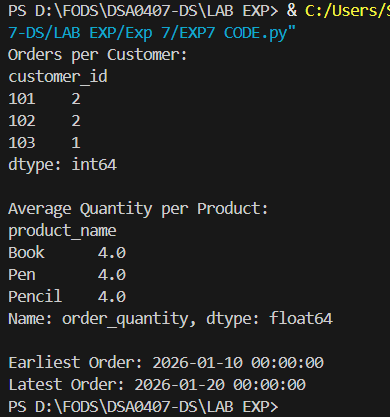 PS D:\FODS\DSA0407-DS\LAB EXP> & C:/Users/S
7-DS/LAB EXP/Exp 7/EXP7 CODE.py"
Orders per Customer:
customer_id
101    2
102    2
103    1
dtype: int64

Average Quantity per Product:
product_name
Book      4.0
Pen       4.0
Pencil    4.0
Name: order_quantity, dtype: float64

Earliest Order: 2026-01-10 00:00:00
Latest Order: 2026-01-20 00:00:00
PS D:\FODS\DSA0407-DS\LAB EXP>